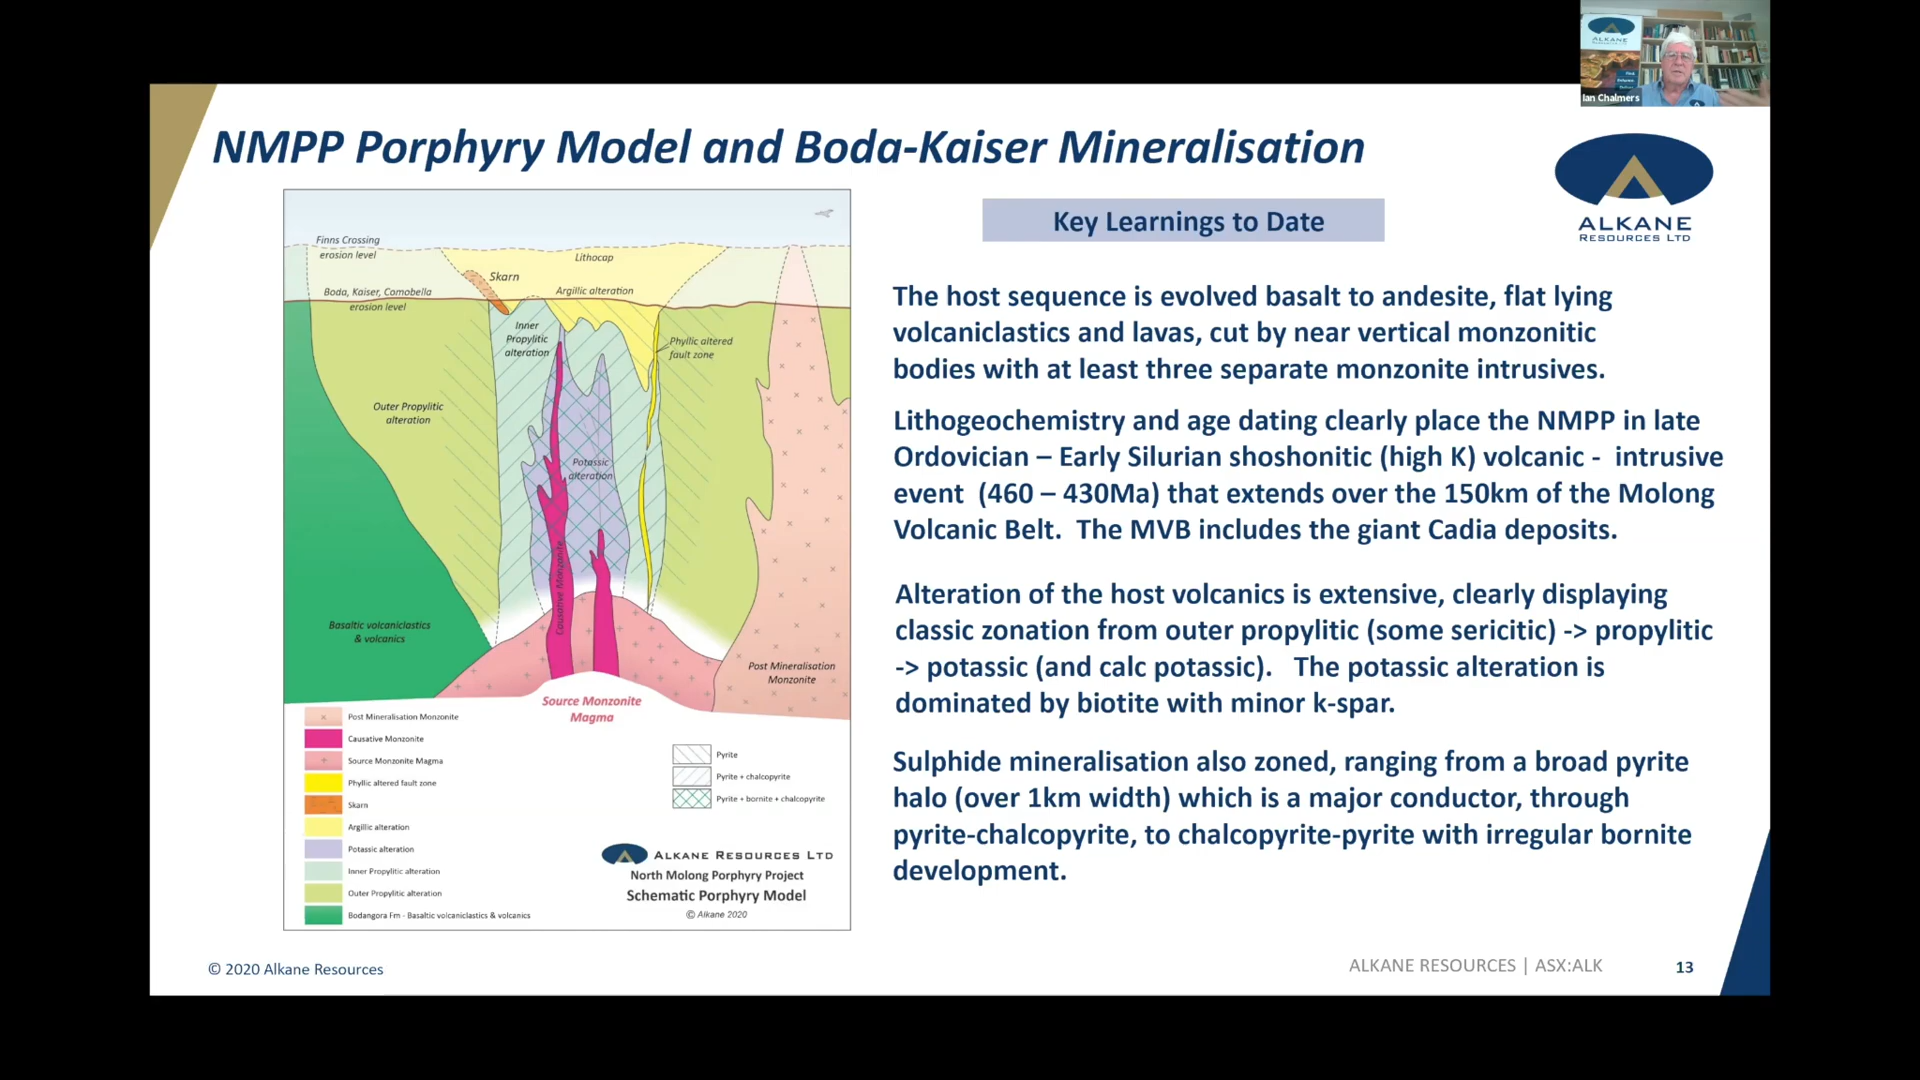 Ian Chalmers
NMPP Porphyry Model and Boda-Kaiser Mineralisation
ALKANE
RESOURCES LTD
Finns Crossing
erosion level
Lithocap
Skarn
Boda, Kaiser, Comobella
erosion level
Argillic alteration
Inner
Propylitic
alteration
Phyllic altered
fault zone
Outer Propylitic
alteration
Potassic
alteration
Causative Monzonite
Basaltic volcaniclastics
& volcanics
Post Mineralisation
Monzonite
Source Monzonite
Magma
Post Mineralisation Monzonite
Causative Monzonite
Source Monzonite Magma
Phyllic altered fault zone
Skarn
Argillic alteration
Potassic alteration
Inner Propylitic alteration
Outer Propylitic alteration
Bodangora Fm - Basaltic volcaniclastics & volcanics
Pyrite
Pyrite + chalcopyrite
Pyrite + bornite + chalcopyrite
ALKANE RESOURCES LTD
North Molong Porphyry Project
Schematic Porphyry Model
© Alkane 2020
Key Learnings to Date
The host sequence is evolved basalt to andesite, flat lying
volcaniclastics and lavas, cut by near vertical monzonitic
bodies with at least three separate monzonite intrusives.
Lithogeochemistry and age dating clearly place the NMPP in late
Ordovician – Early Silurian shoshonitic (high K) volcanic - intrusive
event (460 – 430Ma) that extends over the 150km of the Molong
Volcanic Belt. The MVB includes the giant Cadia deposits.
Alteration of the host volcanics is extensive, clearly displaying
classic zonation from outer propylitic (some sericitic) -> propylitic
-> potassic (and calc potassic). The potassic alteration is
dominated by biotite with minor k-spar.
Sulphide mineralisation also zoned, ranging from a broad pyrite
halo (over 1km width) which is a major conductor, through
pyrite-chalcopyrite, to chalcopyrite-pyrite with irregular bornite
development.
© 2020 Alkane Resources
ALKANE RESOURCES | ASX:ALK
13